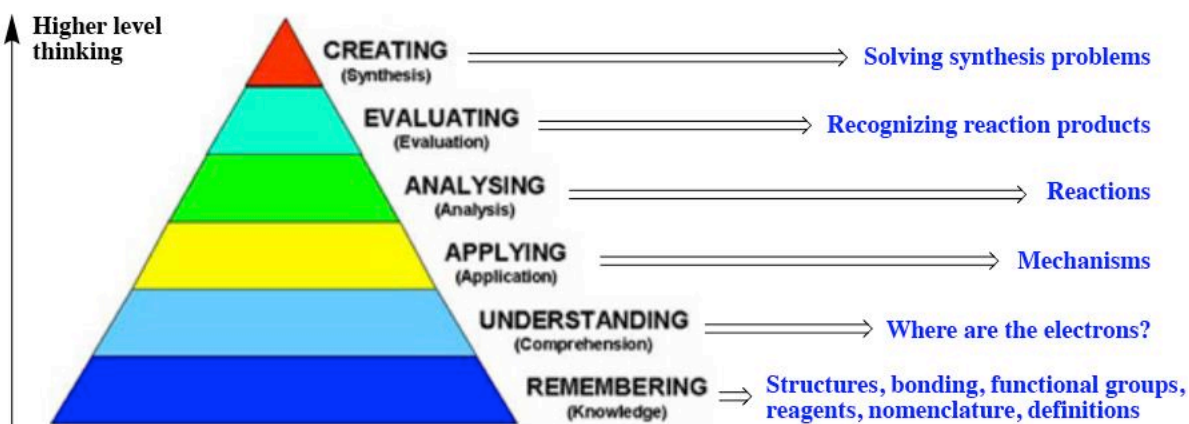 Higher level
thinking
CREATING
(Synthesis)
Solving synthesis problems
EVALUATING
(Evaluation)
Recognizing reaction products
ANALYSING
(Analysis)
Reactions
APPLYING
(Application)
Mechanisms
UNDERSTANDING
(Comprehension)
Where are the electrons?
REMEMBERING
(Knowledge)
Structures, bonding, functional groups,
reagents, nomenclature, definitions